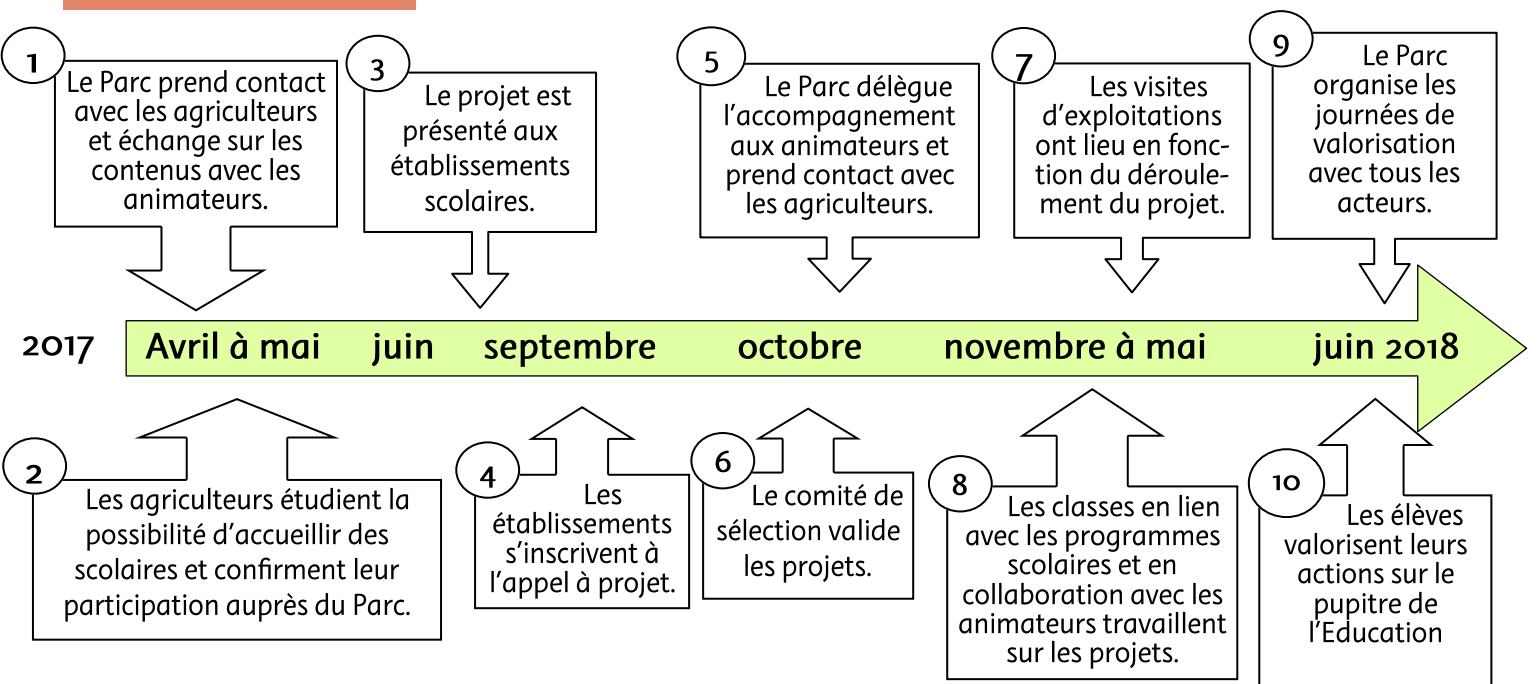 1
Le Parc prend contact
avec les agriculteurs
et échange sur les
contenus avec les
animateurs.
3
Le projet est
présenté aux
établissements
scolaires.
5
Le Parc délègue
l'accompagnement
aux animateurs et
prend contact avec
les agriculteurs.
7
Les visites
d'exploitations
ont lieu en fonc-
tion du déroule-
ment du projet.
9
Le Parc
organise les
journées de
valorisation
avec tous les
acteurs.
2017 Avril à mai juin septembre octobre novembre à mai juin 2018
2
Les agriculteurs étudient la
possibilité d'accueillir des
scolaires et confirment leur
participation auprès du Parc.
4
Les
établissements
s'inscrivent à
l'appel à projet.
6
Le comité de
sélection valide
les projets.
8
Les classes en lien
avec les programmes
scolaires et en
collaboration avec les
animateurs travaillent
sur les projets.
10
Les élèves
valorisent leurs
actions sur le
pupitre de
l'Education